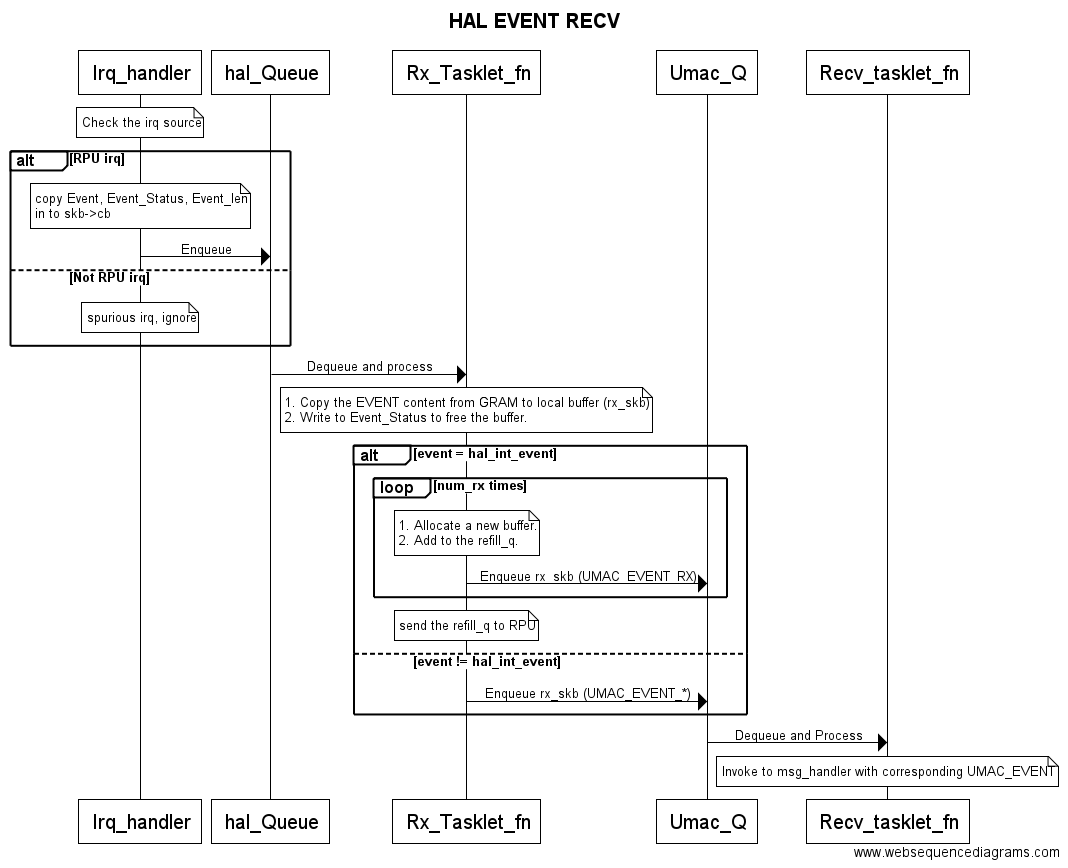 HAL EVENT RECV
Irq_handler
hal_Queue
Rx_Tasklet_fn
Umac_Q
Recv_tasklet_fn
Check the irq source
alt
[RPU irq]
copy Event, Event_Status, Event_len
in to skb->cb
Enqueue
[Not RPU irq]
spurious irq, ignore
Dequeue and process
1. Copy the EVENT content from GRAM to local buffer (rx_skb)
2. Write to Event_Status to free the buffer.
alt
[event = hal_int_event]
loop
[num_rx times]
1. Allocate a new buffer.
2. Add to the refill_q.
Enqueue rx_skb (UMAC_EVENT_RX)
send the refill_q to RPU
[event != hal_int_event]
Enqueue rx_skb (UMAC_EVENT_*)
Dequeue and Process
Invoke to msg_handler with corresponding UMAC_EVENT
Irq_handler
hal_Queue
Rx_Tasklet_fn
Umac_Q
Recv_tasklet_fn
www.websequencediagrams.com